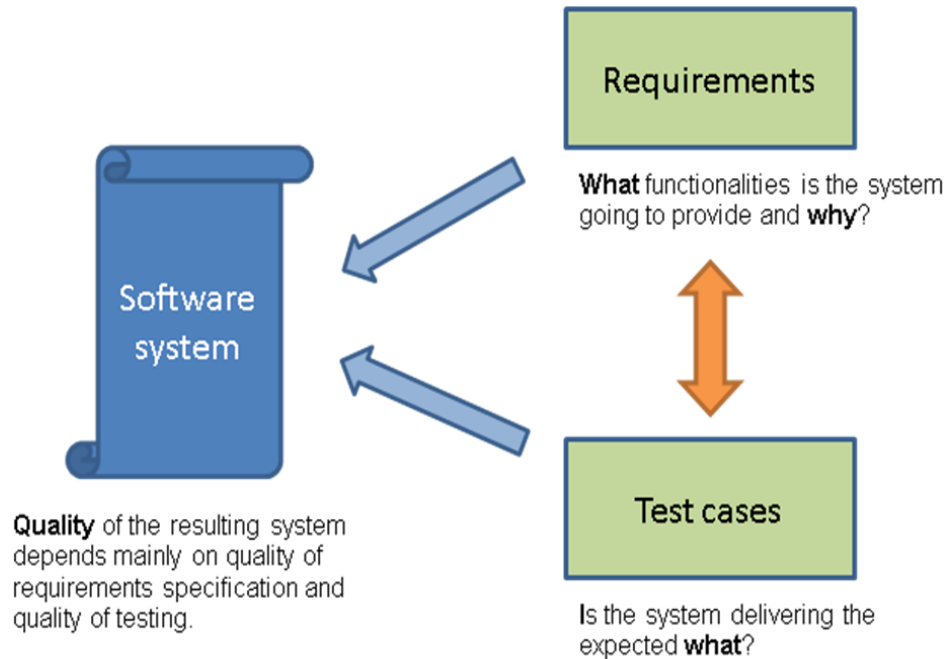 Requirements
What functionalities is the system
going to provide and why?
Software
system
Test cases
Quality of the resulting system
depends mainly on quality of
requirements specification and
quality of testing.
Is the system delivering the
expected what?